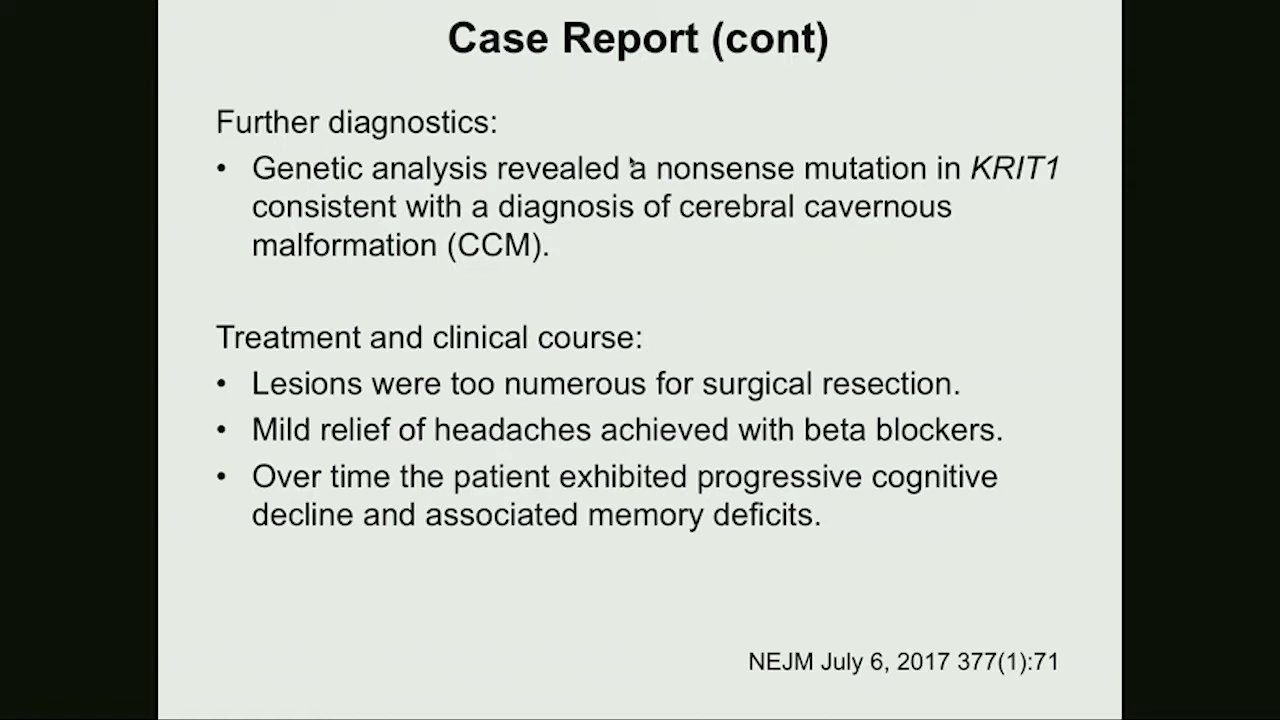 Case Report (cont)
Further diagnostics:
• Genetic analysis revealed a nonsense mutation in KRIT1
consistent with a diagnosis of cerebral cavernous
malformation (CCM).
Treatment and clinical course:
• Lesions were too numerous for surgical resection.
• Mild relief of headaches achieved with beta blockers.
• Over time the patient exhibited progressive cognitive
decline and associated memory deficits.
NEJM July 6, 2017 377(1):71